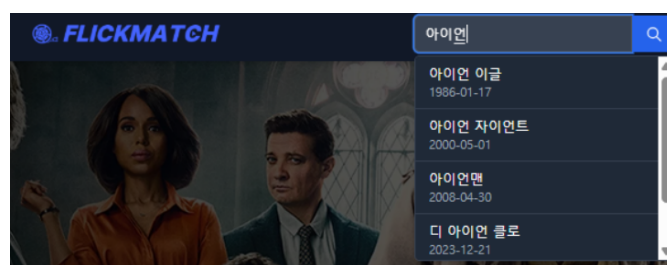 FLICKMATCH
아이언
아이언 이글
1986-01-17
아이언 자이언트
2000-05-01
아이언맨
2008-04-30
디 아이언 클로
2023-12-21